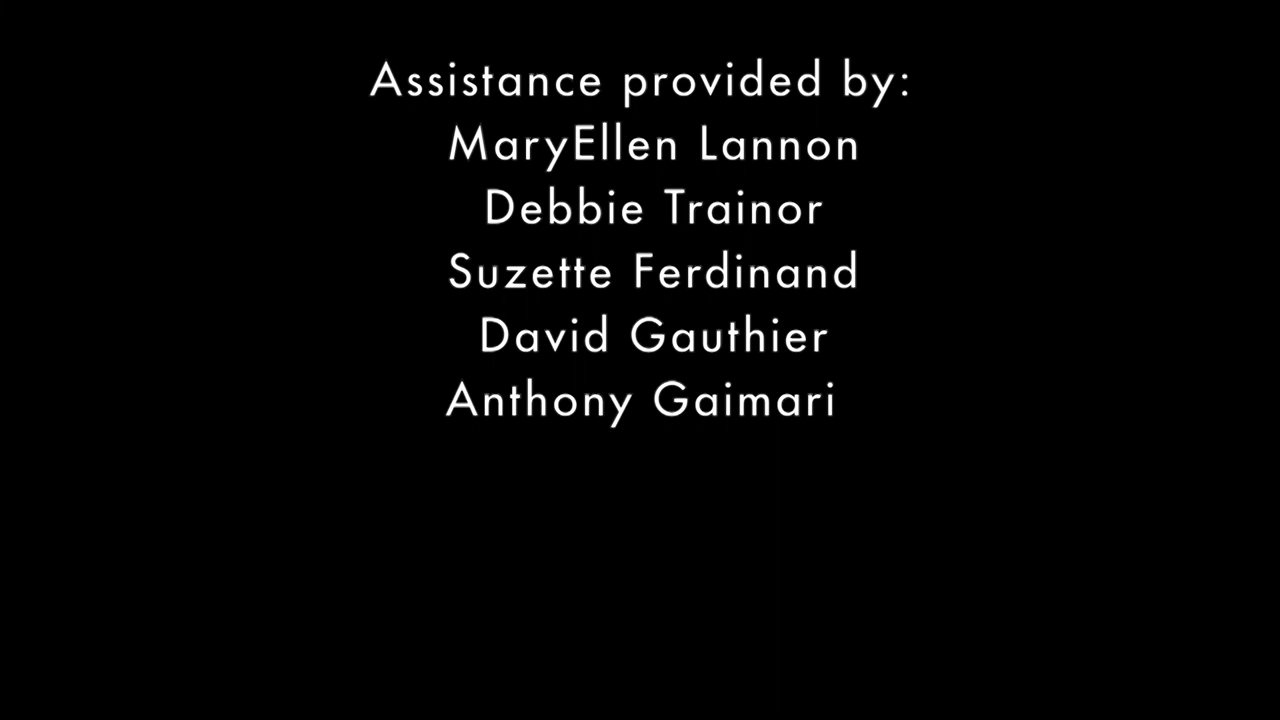 Assistance provided by:
MaryEllen Lannon
Debbie Trainor
Suzette Ferdinand
David Gauthier
Anthony Gaimari